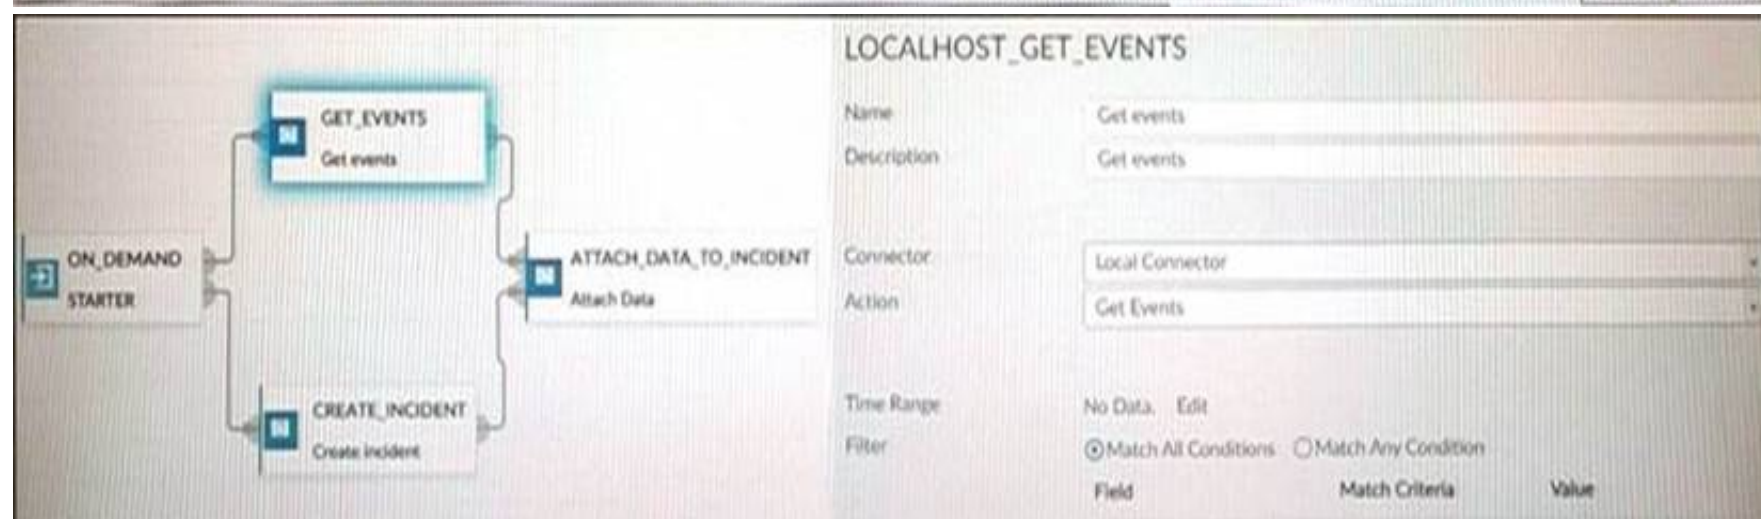 GET_EVENTS
Get events
ON_DEMAND
STARTER
ATTACH_DATA_TO_INCIDENT
Attach Data
CREATE_INCIDENT
Create incident
LOCALHOST_GET_EVENTS
Name Get events
Description Get events
Connector Local Connector
Action Get Events
Time Range No Data. Edit
Filter Match All Conditions Match Any Condition
Field Match Criteria Value